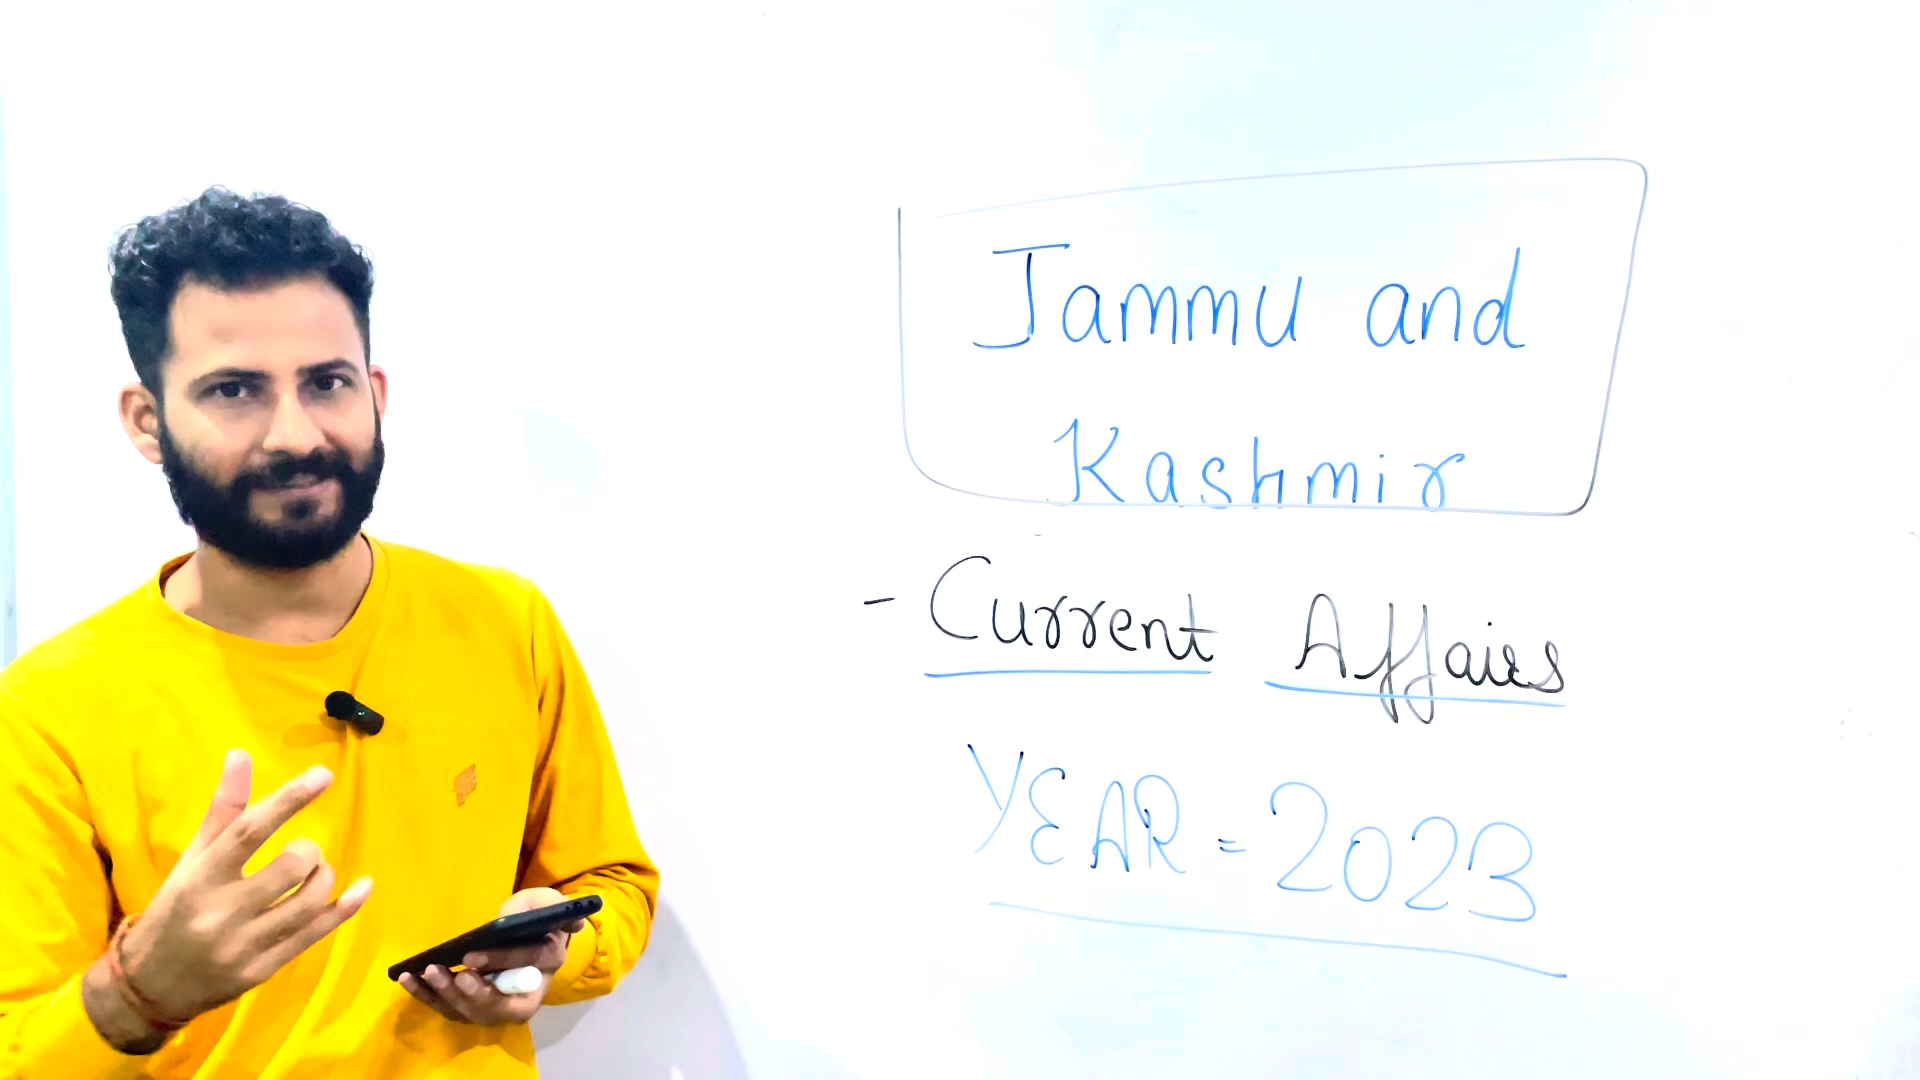 Jammu and
Kashmir
- Current Affairs
YEAR = 2023